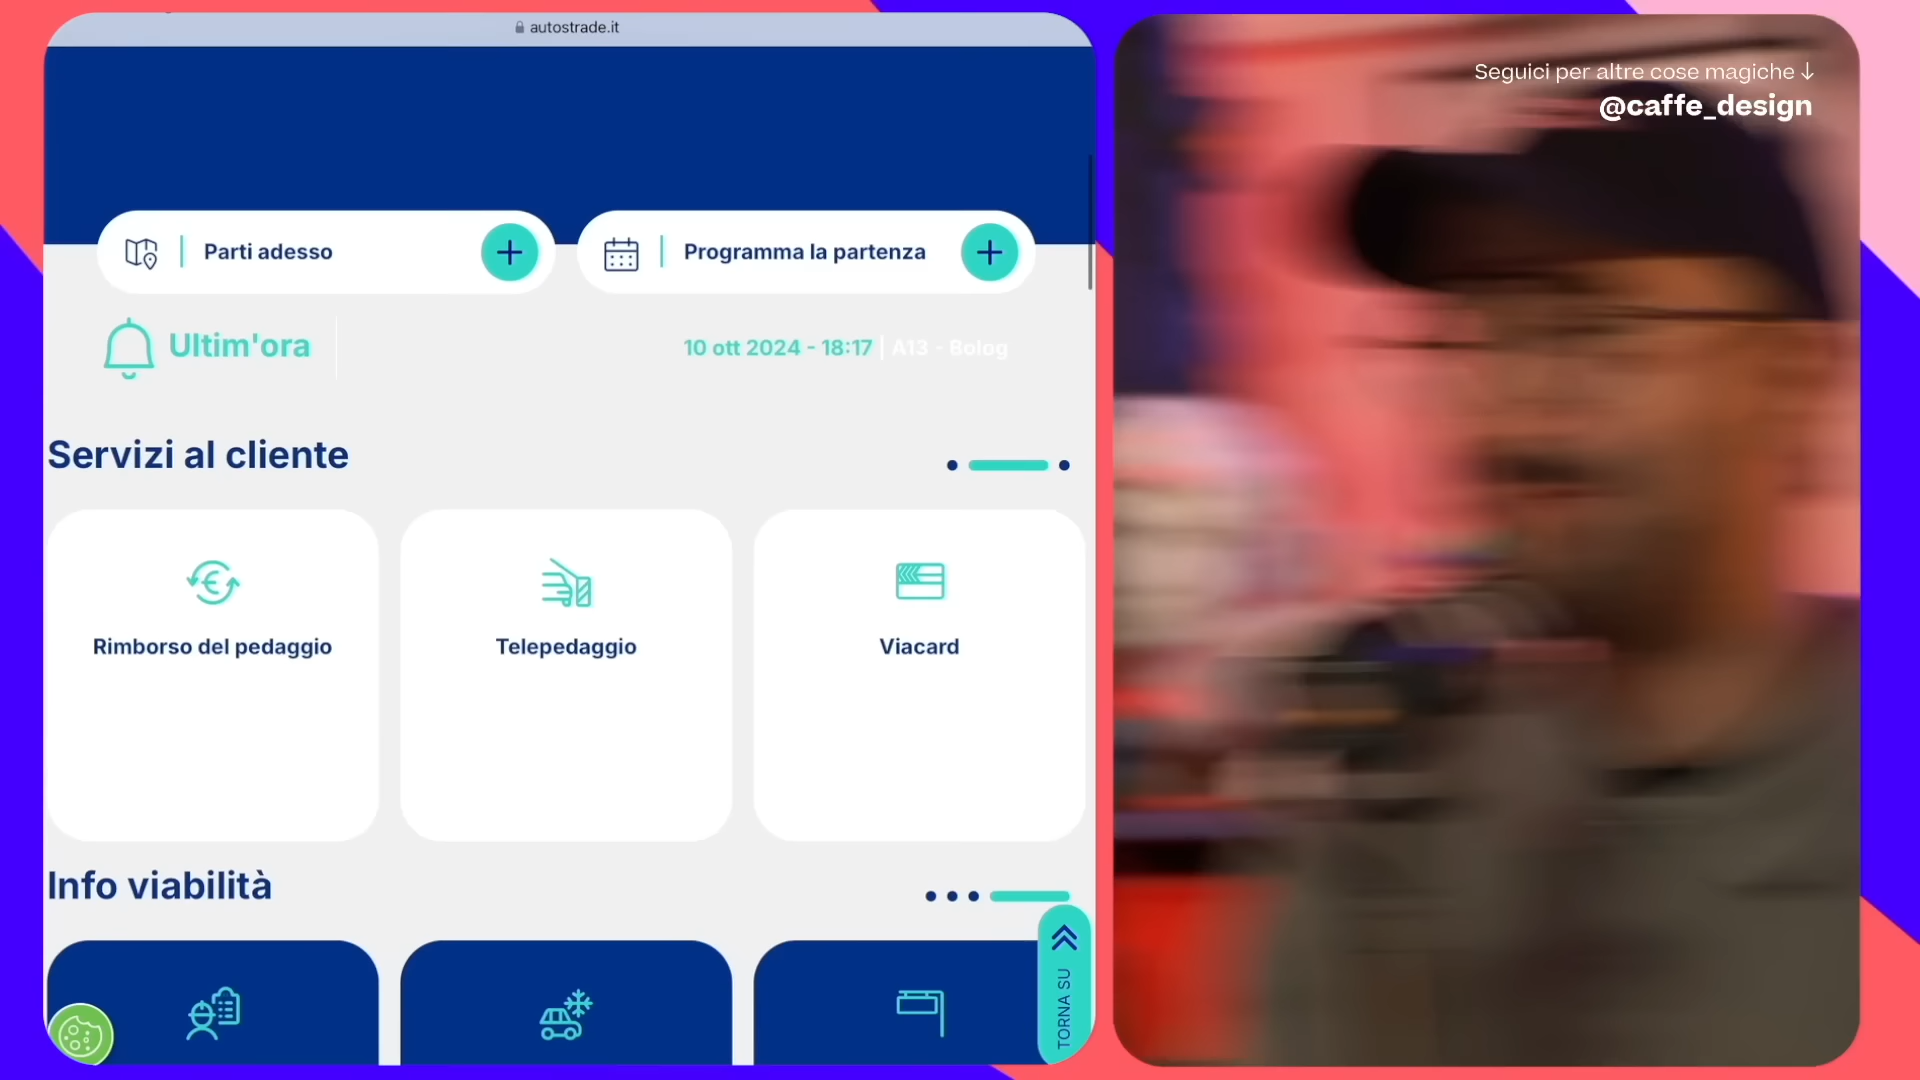 autostrade.it
Seguici per altre cose magiche ↓
@caffe_design
Parti adesso
Programma la partenza
Ultim'ora
10 ott 2024 - 18:17 | A13 - Bolog
Servizi al cliente
Rimborso del pedaggio
Telepedaggio
Viacard
Info viabilità
TORNA SU